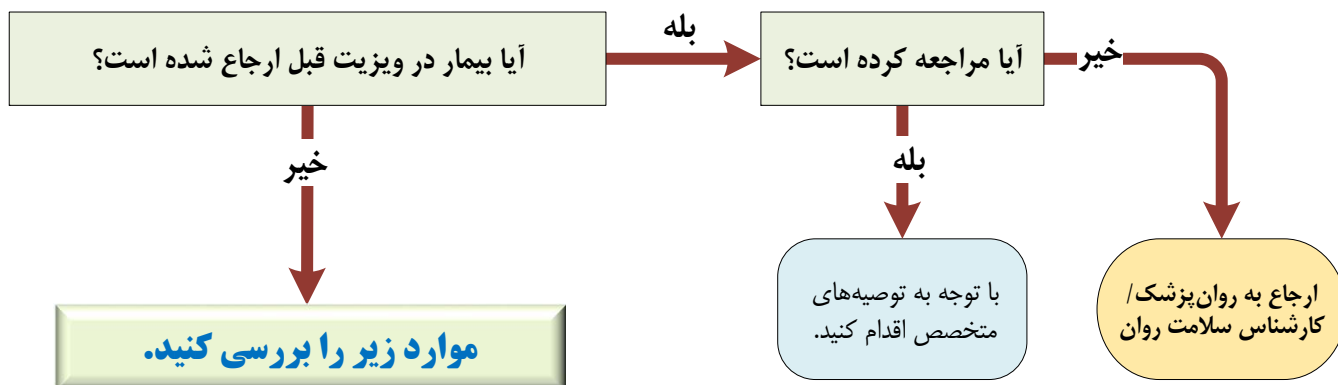 آیا بیمار در ویزیت قبل ارجاع شده است؟
بله
آیا مراجعه کرده است؟
خیر
خیر
بله
موارد زیر را بررسی کنید.
با توجه به توصیه‌های
متخصص اقدام کنید.
ارجاع به روان‌پزشک/
کارشناس سلامت روان